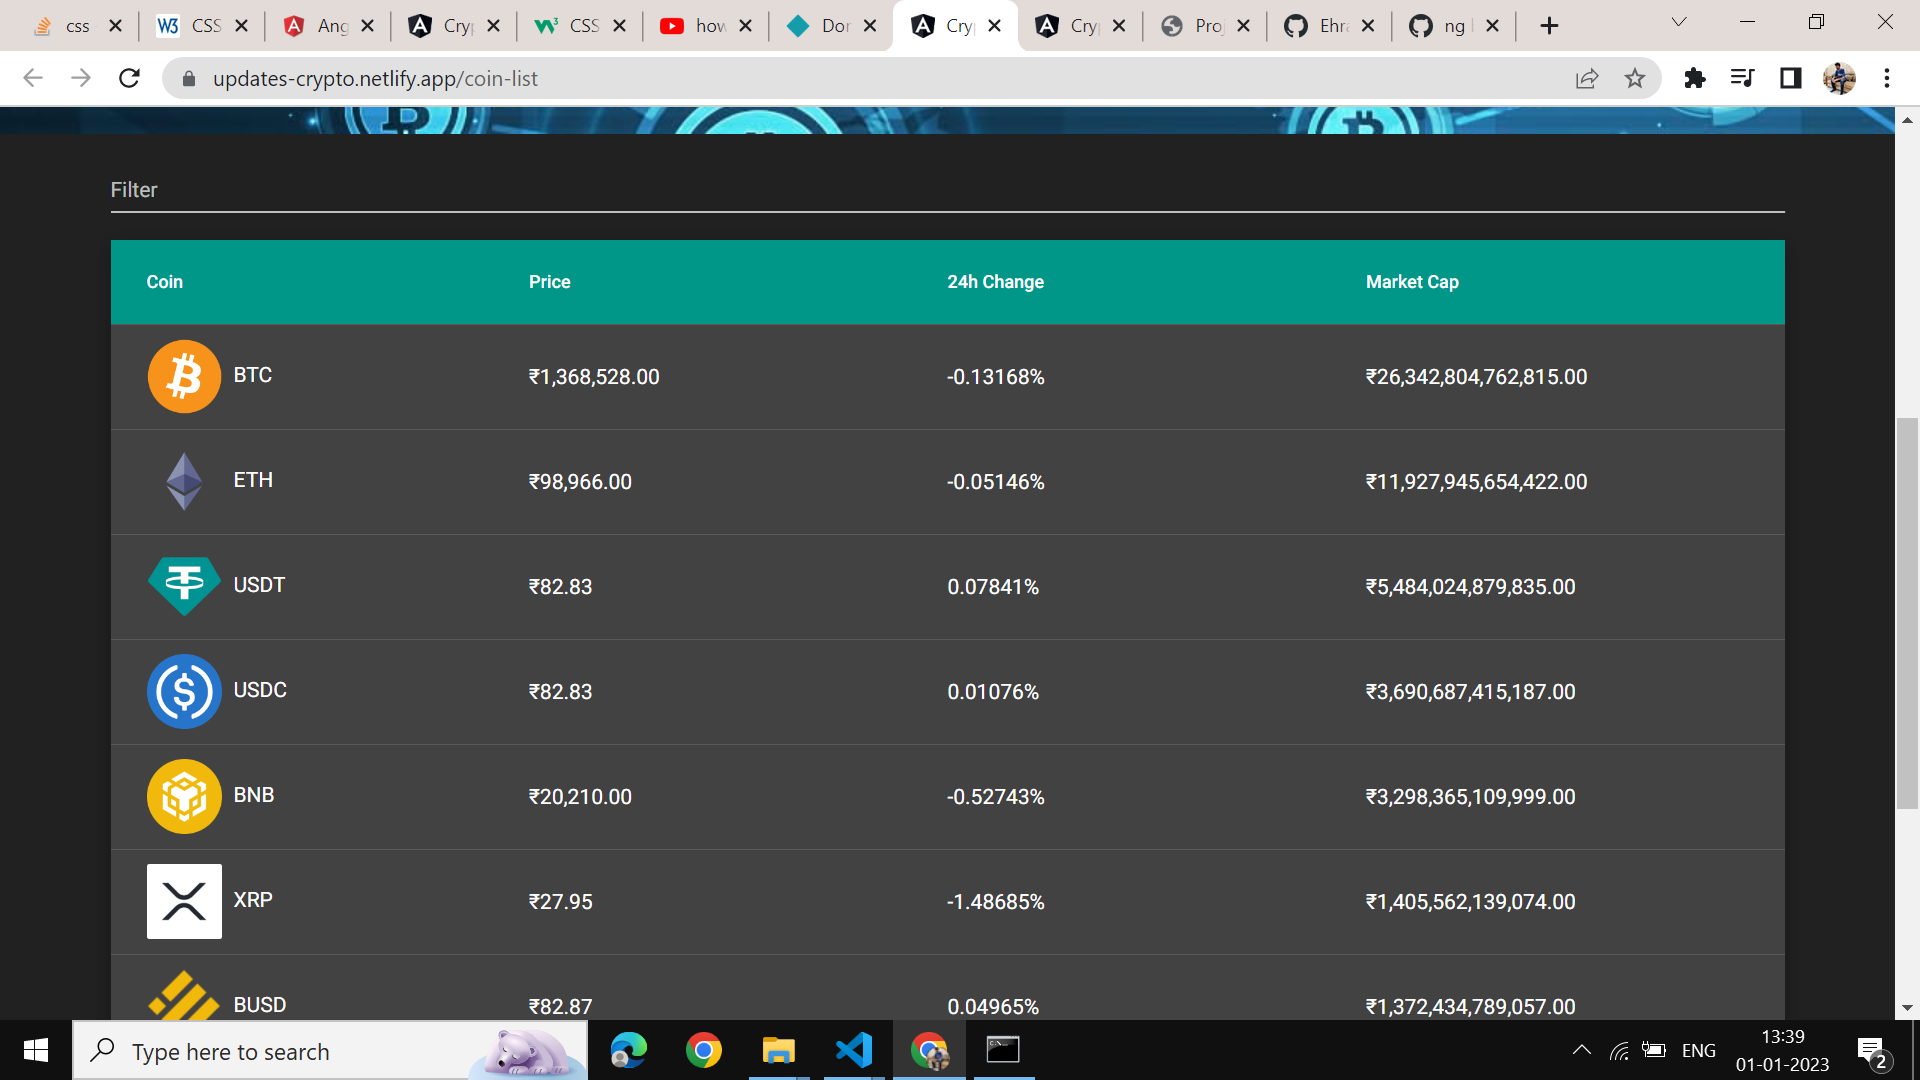 css
CSS
Ang
Cry
CSS
how
Dor
Cry
Cry
Proj
Ehra
ng
updates-crypto.netlify.app/coin-list
Filter
Coin Price 24h Change Market Cap
BTC ₹1,368,528.00 -0.13168% ₹26,342,804,762,815.00
ETH ₹98,966.00 -0.05146% ₹11,927,945,654,422.00
USDT ₹82.83 0.07841% ₹5,484,024,879,835.00
USDC ₹82.83 0.01076% ₹3,690,687,415,187.00
BNB ₹20,210.00 -0.52743% ₹3,298,365,109,999.00
XRP ₹27.95 -1.48685% ₹1,405,562,139,074.00
BUSD ₹82.87 0.04965% ₹1,372,434,789,057.00
Type here to search
ENG
13:39
01-01-2023
2